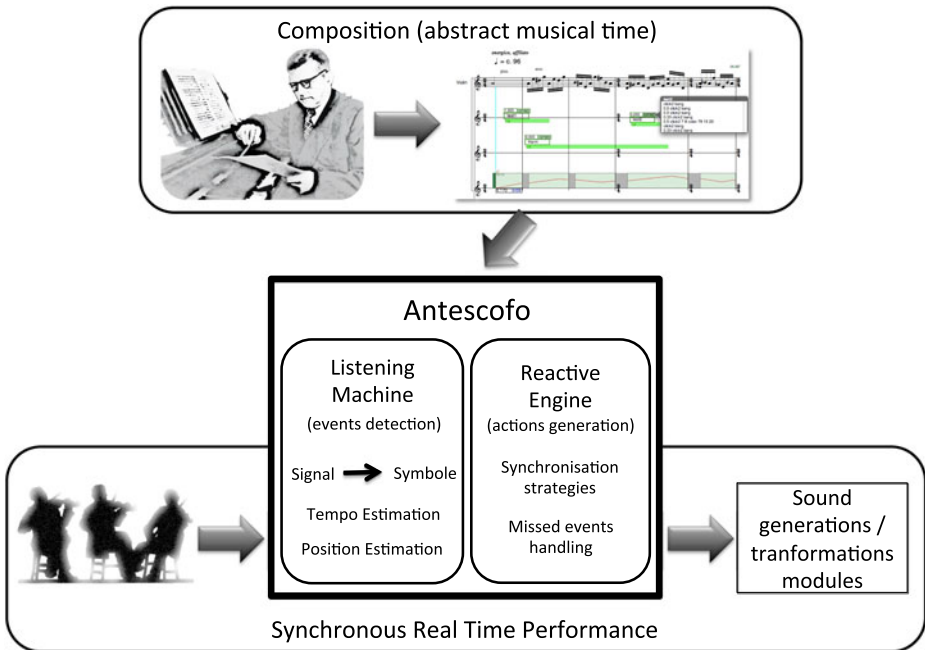 Composition (abstract musical time)
Antescofo
Listening
Machine
(events detection)
Signal Symbole
Tempo Estimation
Position Estimation
Reactive
Engine
(actions generation)
Synchronisation
strategies
Missed events
handling
Sound
generations /
tranformations
modules
Synchronous Real Time Performance